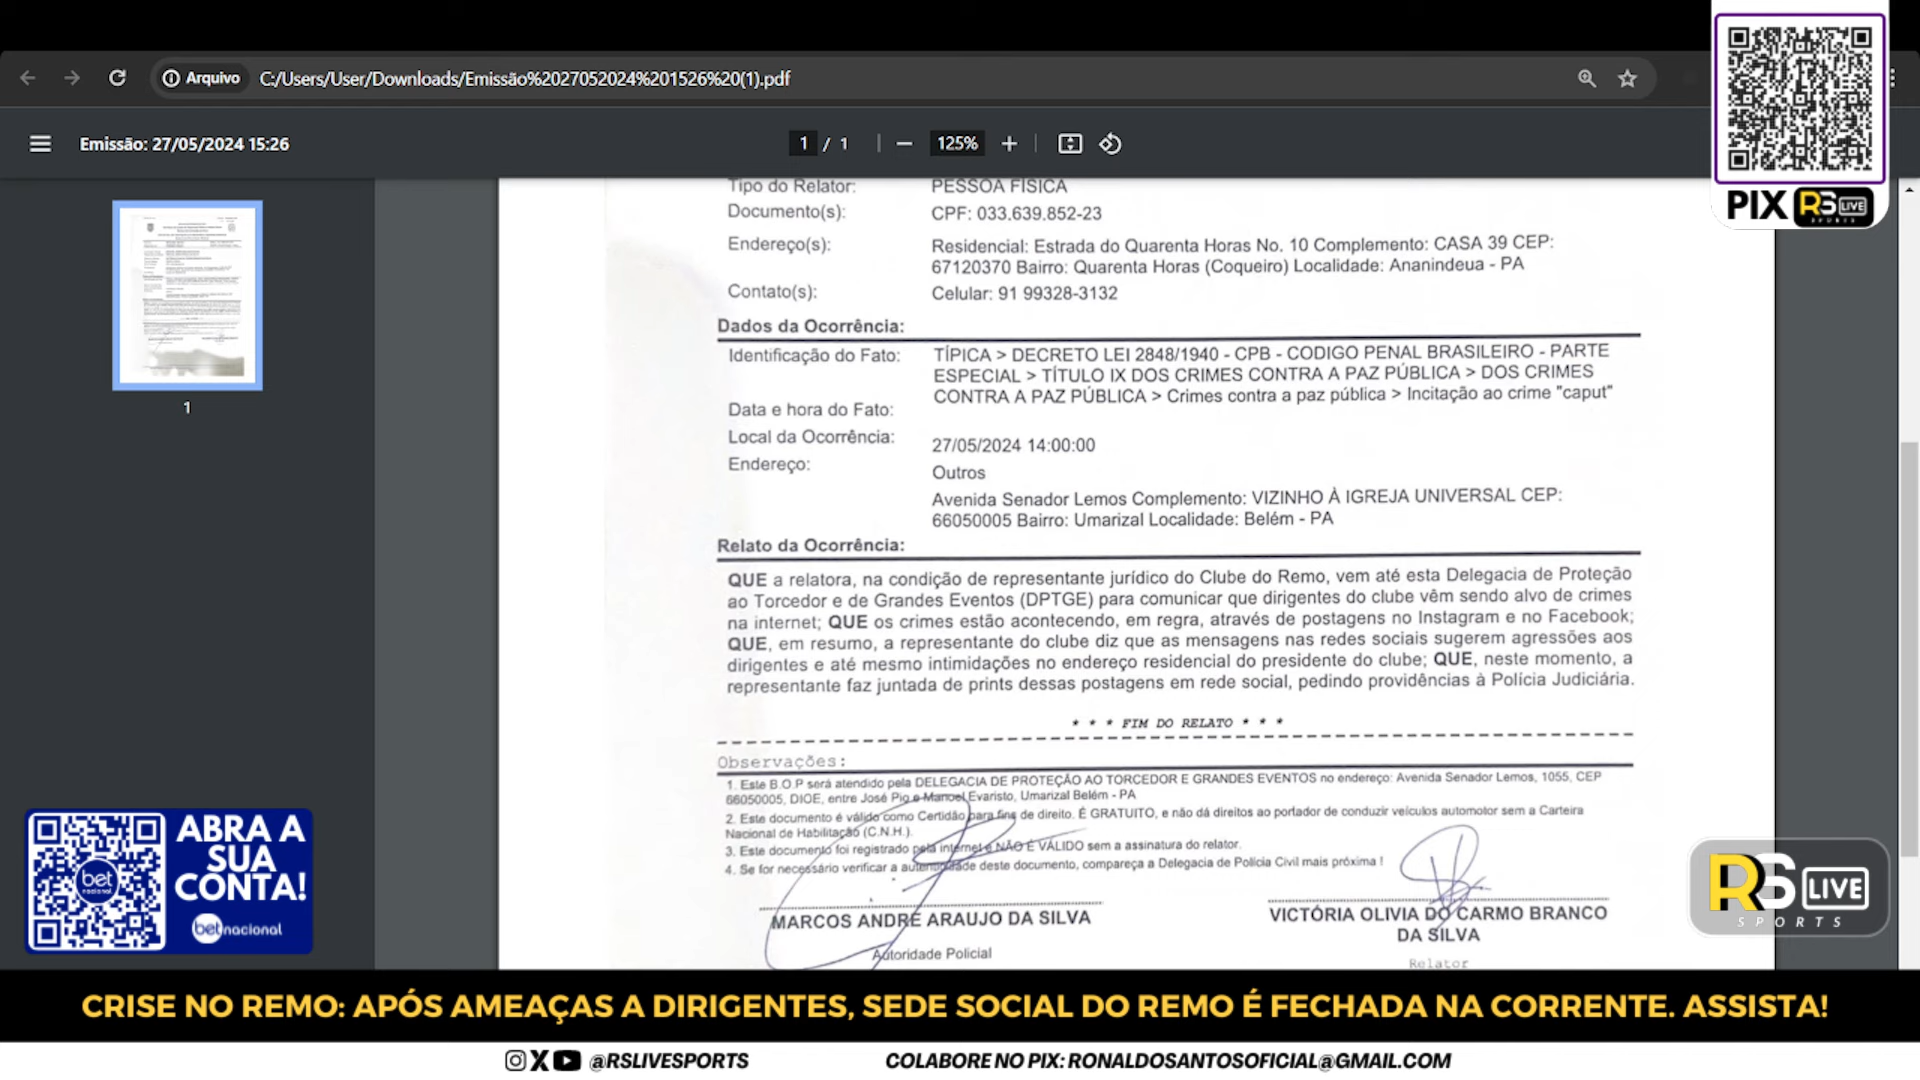 Arquivo C:/Users/User/Downloads/Emissão%2027052024%201526%20(1).pdf
Emissão: 27/05/2024 15:26
1 / 1
125%
PIX RS LIVE
SPORTS
1
Tipo do Relator: PESSOA FÍSICA
Documento(s): CPF: 033.639.852-23
Endereço(s): Residencial: Estrada do Quarenta Horas No. 10 Complemento: CASA 39 CEP:
67120370 Bairro: Quarenta Horas (Coqueiro) Localidade: Ananindeua - PA
Contato(s): Celular: 91 99328-3132
Dados da Ocorrência:
Identificação do Fato: TÍPICA > DECRETO LEI 2848/1940 - CPB - CODIGO PENAL BRASILEIRO - PARTE
ESPECIAL > TÍTULO IX DOS CRIMES CONTRA A PAZ PÚBLICA > DOS CRIMES
CONTRA A PAZ PÚBLICA > Crimes contra a paz pública > Incitação ao crime "caput"
Data e hora do Fato:
Local da Ocorrência: 27/05/2024 14:00:00
Endereço: Outros
Avenida Senador Lemos Complemento: VIZINHO À IGREJA UNIVERSAL CEP:
66050005 Bairro: Umarizal Localidade: Belém - PA
Relato da Ocorrência:
QUE a relatora, na condição de representante jurídico do Clube do Remo, vem até esta Delegacia de Proteção
ao Torcedor e de Grandes Eventos (DPTGE) para comunicar que dirigentes do clube vêm sendo alvo de crimes
na internet; QUE os crimes estão acontecendo, em regra, através de postagens no Instagram e no Facebook;
QUE, em resumo, a representante do clube diz que as mensagens nas redes sociais sugerem agressões aos
dirigentes e até mesmo intimidações no endereço residencial do presidente do clube; QUE, neste momento, a
representante faz juntada de prints dessas postagens em rede social, pedindo providências à Polícia Judiciária.
* * * FIM DO RELATO * * *
Observações:
1. Este B.O.P será atendido pela DELEGACIA DE PROTEÇÃO AO TORCEDOR E GRANDES EVENTOS no endereço: Avenida Senador Lemos, 1055, CEP
66050005, DIOE, entre José Pio e Manoel Evaristo, Umarizal Belém - PA
2. Este documento é válido como Certidão para fins de direito. É GRATUITO, e não dá direitos ao portador de conduzir veículos automotor sem a Carteira
Nacional de Habilitação (C.N.H.).
3. Este documento foi registrado pela internet e NÃO É VÁLIDO sem a assinatura do relator.
4. Se for necessário verificar a autenticidade deste documento, compareça a Delegacia de Polícia Civil mais próxima !
MARCOS ANDRÉ ARAUJO DA SILVA
Autoridade Policial
VICTÓRIA OLIVIA DO CARMO BRANCO
DA SILVA
Relator
bet
nacional
ABRA A
SUA
CONTA!
bet nacional
RS LIVE
SPORTS
CRISE NO REMO: APÓS AMEAÇAS A DIRIGENTES, SEDE SOCIAL DO REMO É FECHADA NA CORRENTE. ASSISTA!
@RSLIVESPORTS
COLABORE NO PIX: RONALDOSANTOSOFICIAL@GMAIL.COM